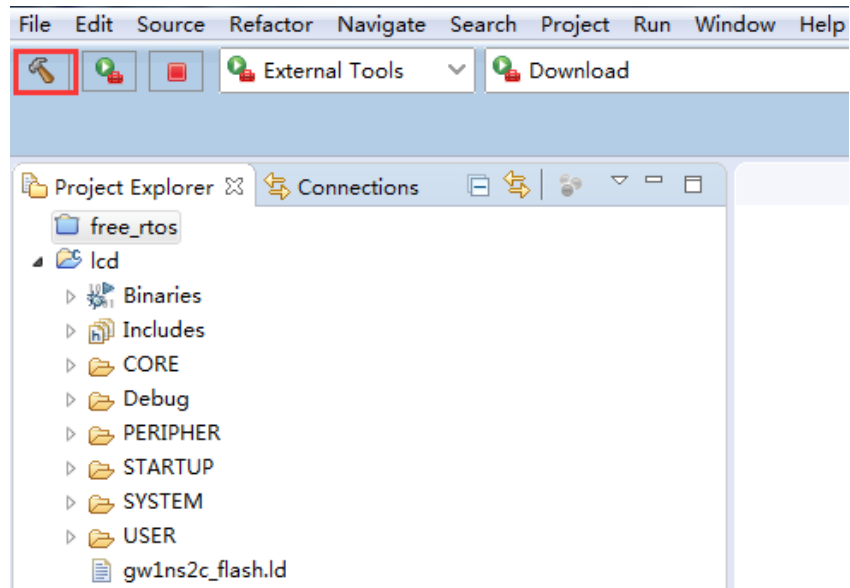 File Edit Source Refactor Navigate Search Project Run Window Help
External Tools Download
Project Explorer Connections
free_rtos
lcd
Binaries
Includes
CORE
Debug
PERIPHER
STARTUP
SYSTEM
USER
gw1ns2c_flash.ld